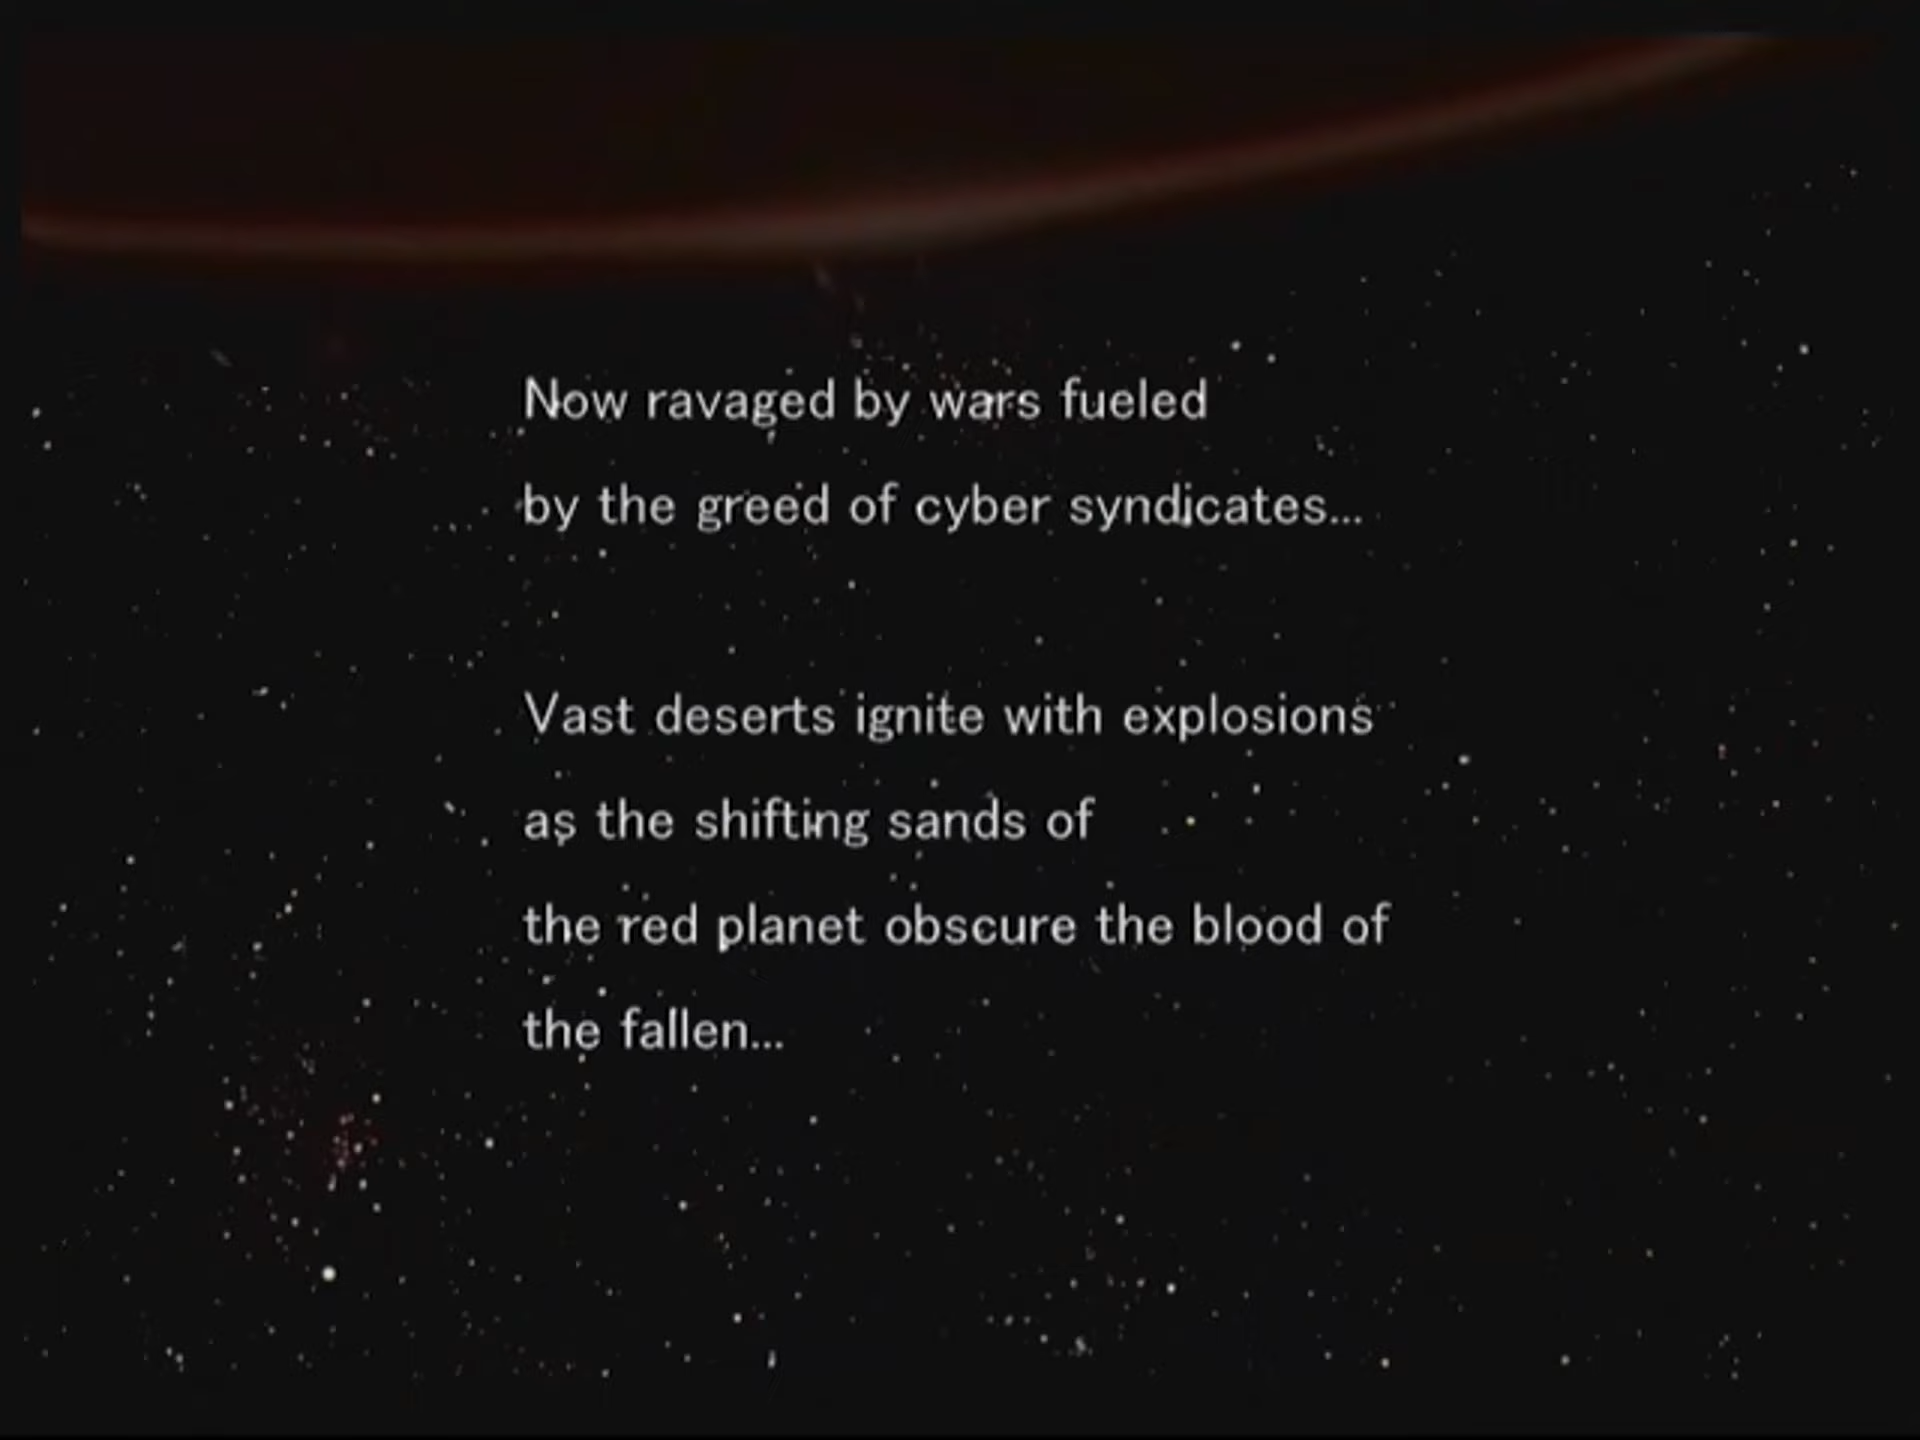 Now ravaged by wars fueled
by the greed of cyber syndicates...
Vast deserts ignite with explosions
as the shifting sands of
the red planet obscure the blood of
the fallen...